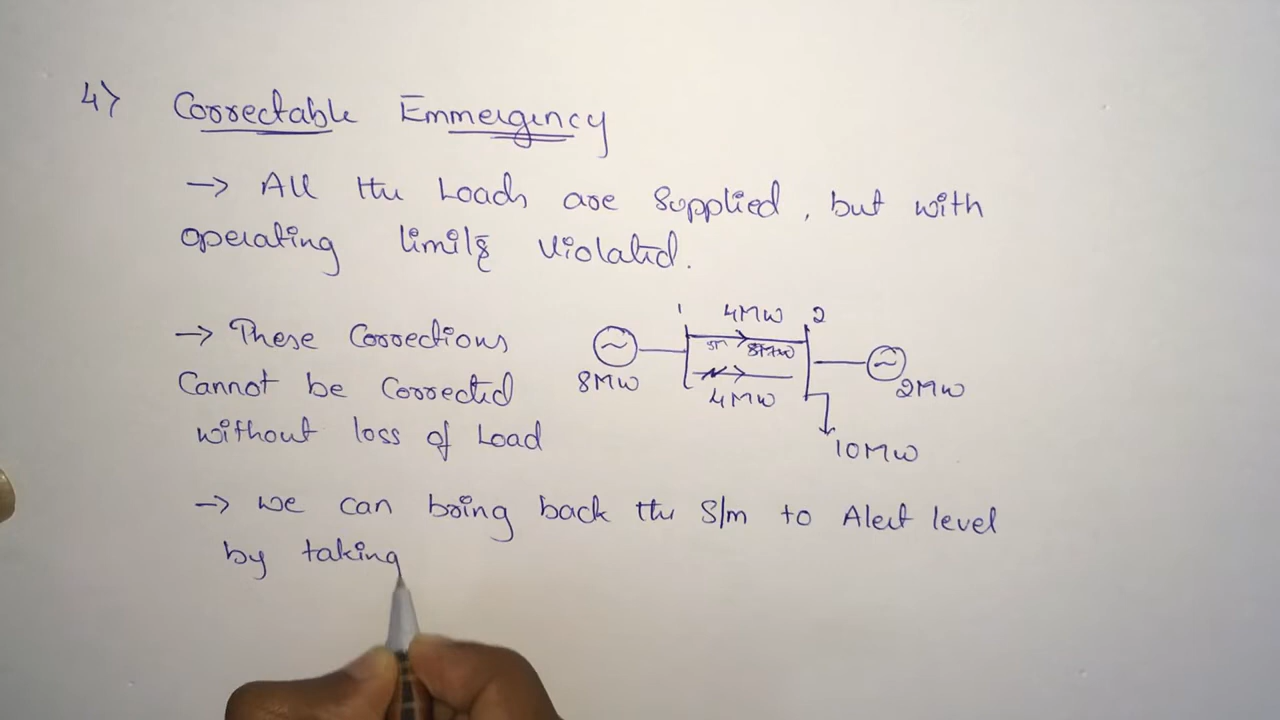 4) Correctable Emmergency
→ All the Loads are Supplied, but with
operating limits violated.
→ These Corrections
Cannot be Corrected
without loss of Load
1 4MW 2
8MW
8MW
4MW
2MW
10MW
→ We can bring back the S/m to Alert level
by taking